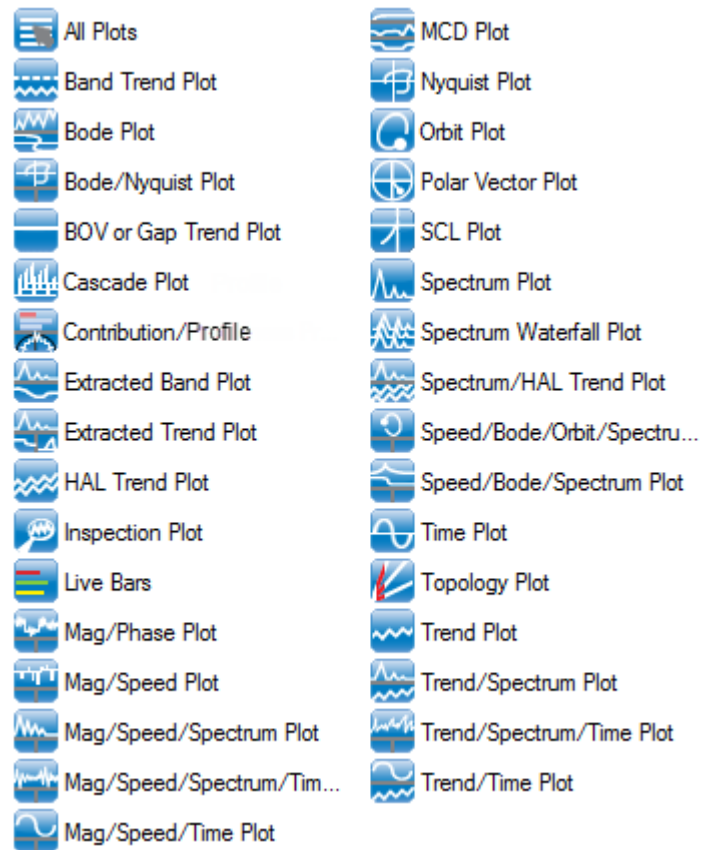 All Plots
Band Trend Plot
Bode Plot
Bode/Nyquist Plot
BOV or Gap Trend Plot
Cascade Plot
Contribution/Profile
Extracted Band Plot
Extracted Trend Plot
HAL Trend Plot
Inspection Plot
Live Bars
Mag/Phase Plot
Mag/Speed Plot
Mag/Speed/Spectrum Plot
Mag/Speed/Spectrum/Tim...
Mag/Speed/Time Plot
MCD Plot
Nyquist Plot
Orbit Plot
Polar Vector Plot
SCL Plot
Spectrum Plot
Spectrum Waterfall Plot
Spectrum/HAL Trend Plot
Speed/Bode/Orbit/Spectru...
Speed/Bode/Spectrum Plot
Time Plot
Topology Plot
Trend Plot
Trend/Spectrum Plot
Trend/Spectrum/Time Plot
Trend/Time Plot